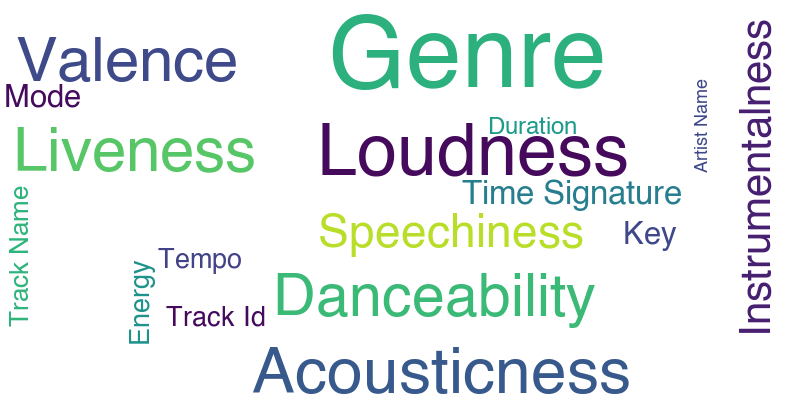 Genre
Valence
Mode
Artist Name
Instrumentalness
Duration
Liveness
Loudness
Time Signature
Track Name
Speechiness
Key
Tempo
Energy
Danceability
Track Id
Acousticness